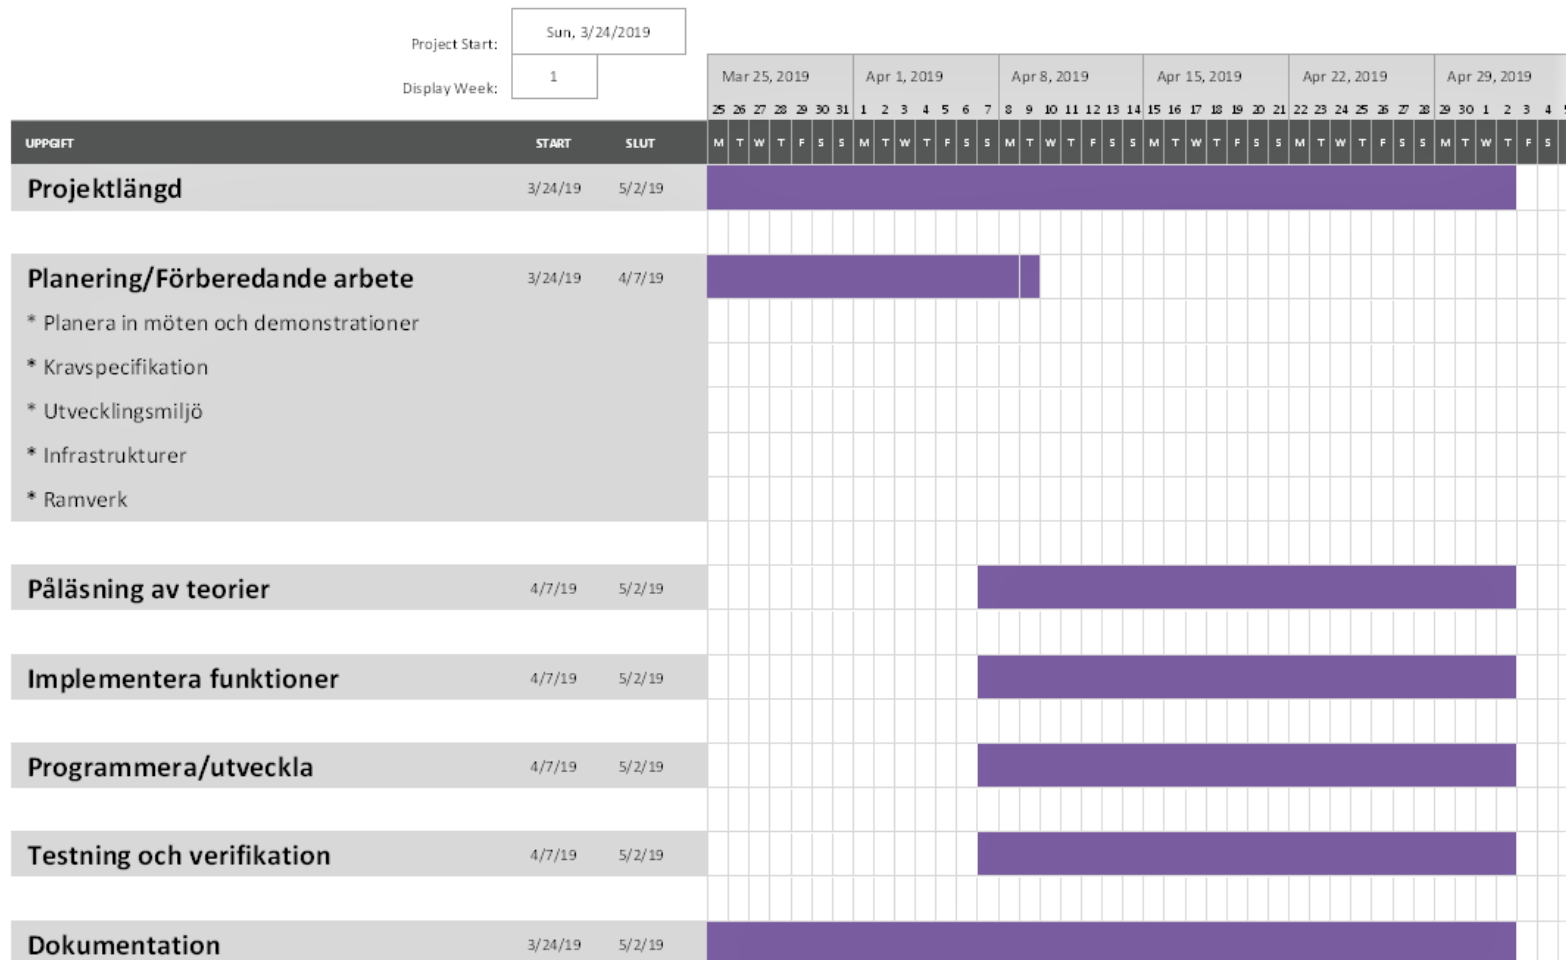 Project Start: Sun, 3/24/2019
Display Week: 1
Mar 25, 2019 Apr 1, 2019 Apr 8, 2019 Apr 15, 2019 Apr 22, 2019 Apr 29, 2019
25 26 27 28 29 30 31 1 2 3 4 5 6 7 8 9 10 11 12 13 14 15 16 17 18 19 20 21 22 23 24 25 26 27 28 29 30 1 2 3 4
UPPGIFT START SLUT M T W T F S S M T W T F S S M T W T F S S M T W T F S S M T W T F S S M T W T F S
Projektlängd 3/24/19 5/2/19
Planering/Förberedande arbete 3/24/19 4/7/19
* Planera in möten och demonstrationer
* Kravspecifikation
* Utvecklingsmiljö
* Infrastrukturer
* Ramverk
Påläsning av teorier 4/7/19 5/2/19
Implementera funktioner 4/7/19 5/2/19
Programmera/utveckla 4/7/19 5/2/19
Testning och verifikation 4/7/19 5/2/19
Dokumentation 3/24/19 5/2/19